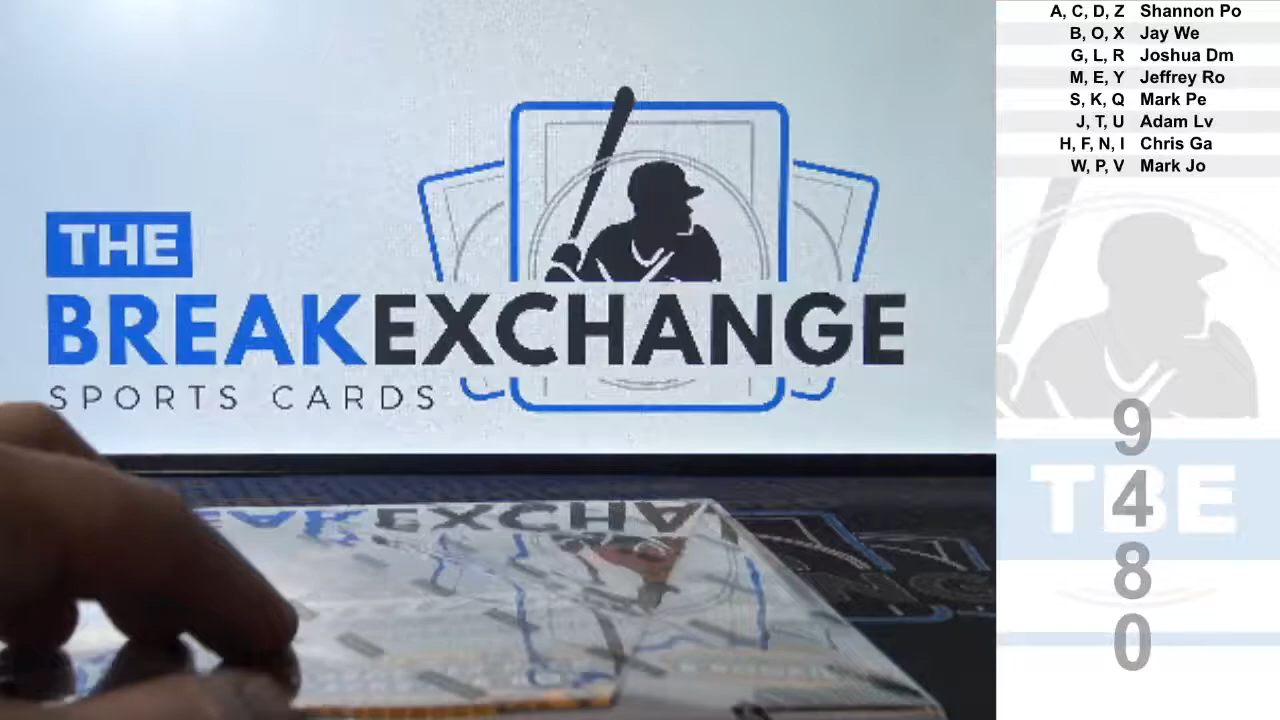 THE
BREAKEXCHANGE
SPORTS CARDS
A, C, D, Z Shannon Po
B, O, X Jay We
G, L, R Joshua Dm
M, E, Y Jeffrey Ro
S, K, Q Mark Pe
J, T, U Adam Lv
H, F, N, I Chris Ga
W, P, V Mark Jo
TBE
9
4
8
0